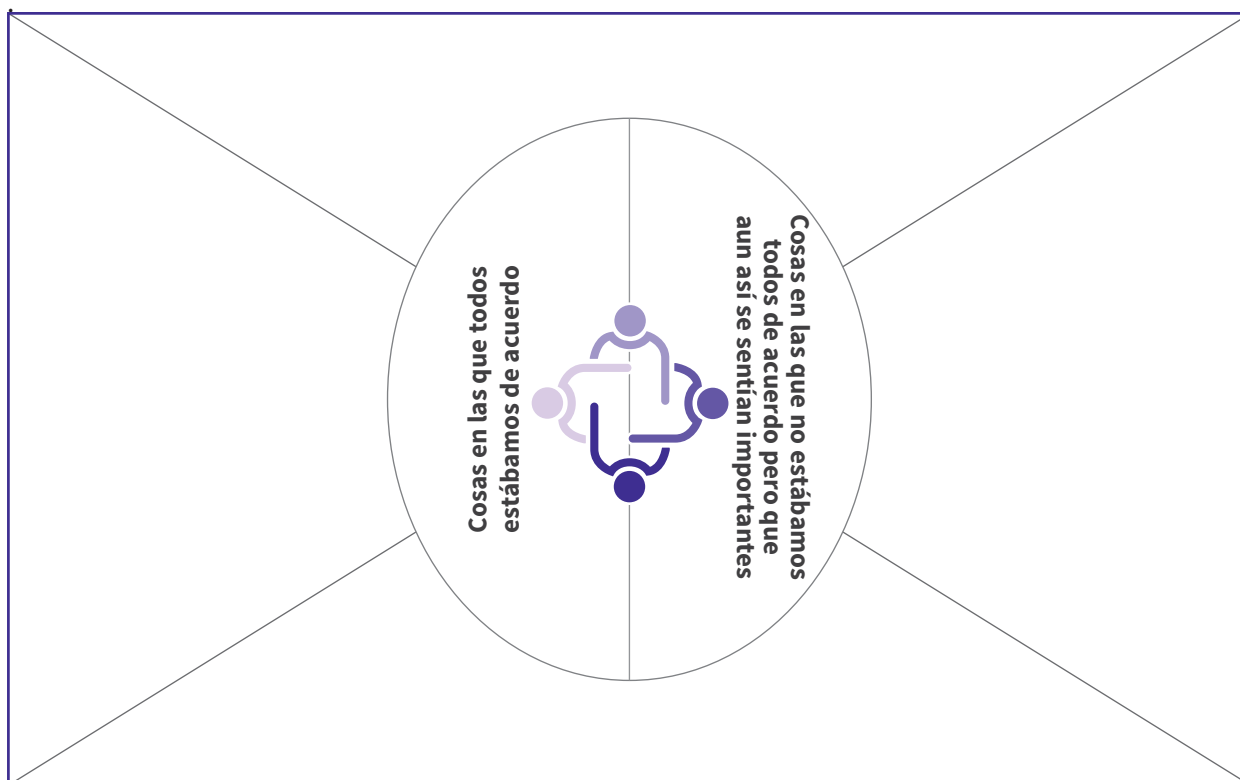 Cosas en las que todos
estábamos de acuerdo
Cosas en las que no estábamos
todos de acuerdo pero que
aun así se sentían importantes